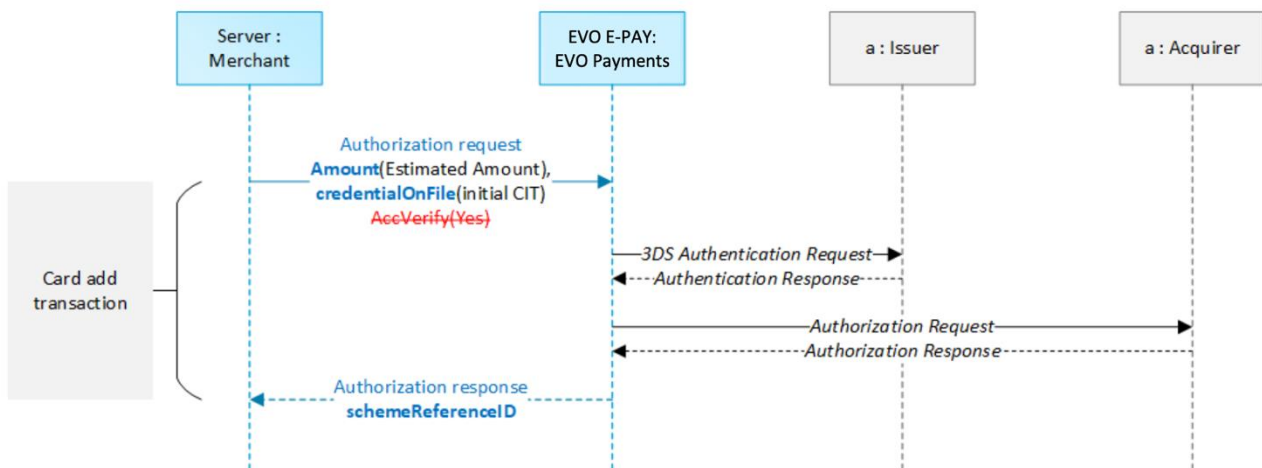 Server :
Merchant
EVO E-PAY:
EVO Payments
a : Issuer
a : Acquirer
Authorization request
Amount(Estimated Amount),
credentialOnFile(initial CIT)
AccVerify(Yes)
3DS Authentication Request
Authentication Response
Card add
transaction
Authorization Request
Authorization Response
Authorization response
schemeReferenceID